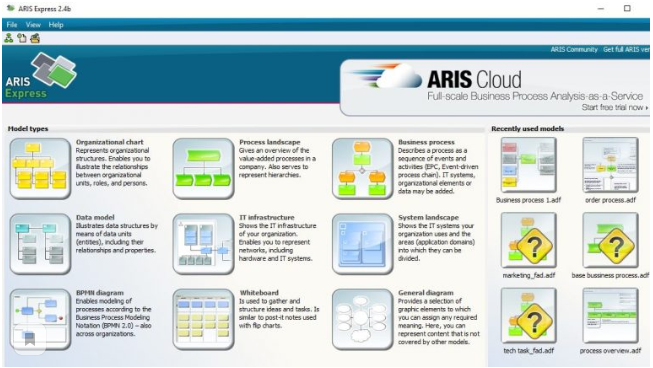 ARIS Express 2.4b
File View Help
ARIS Community Get full ARIS ver
ARIS
Express
ARIS Cloud
Full-scale Business Process Analysis-as-a-Service
Start free trial now
Model types
Recently used models
Organizational chart
Represents organizational
structures. Enables you to
illustrate the relationships
between organizational
units, roles, and persons.
Process landscape
Gives an overview of the
value-added processes in a
company. Also serves to
represent hierarchies.
Business process
Describes a process as a
sequence of events and
activities (EPC, Event-driven
process chain). IT systems,
organizational elements or
data may be added.
Business process 1.adf
order process.adf
Data model
Illustrates data structures by
means of data units
(entities), including their
relationships and properties.
IT infrastructure
Shows the IT infrastructure
of your organization.
Enables you to represent
networks, including
hardware and IT systems.
System landscape
Shows the IT systems your
organization uses and the
areas (application domains)
into which they can be
divided.
marketing_fad.adf
base bussiness process.adf
BPMN diagram
Enables modeling of
processes according to the
Business Process Modeling
Notation (BPMN 2.0) – also
across organizations.
Whiteboard
Is used to gather and
structure ideas and tasks. Is
similar to post-it notes used
with flip charts.
General diagram
Provides a selection of
graphic elements to which
you can assign any required
meaning. Here, you can
represent content that is not
covered by other models.
tech task_fad.adf
process overview.adf